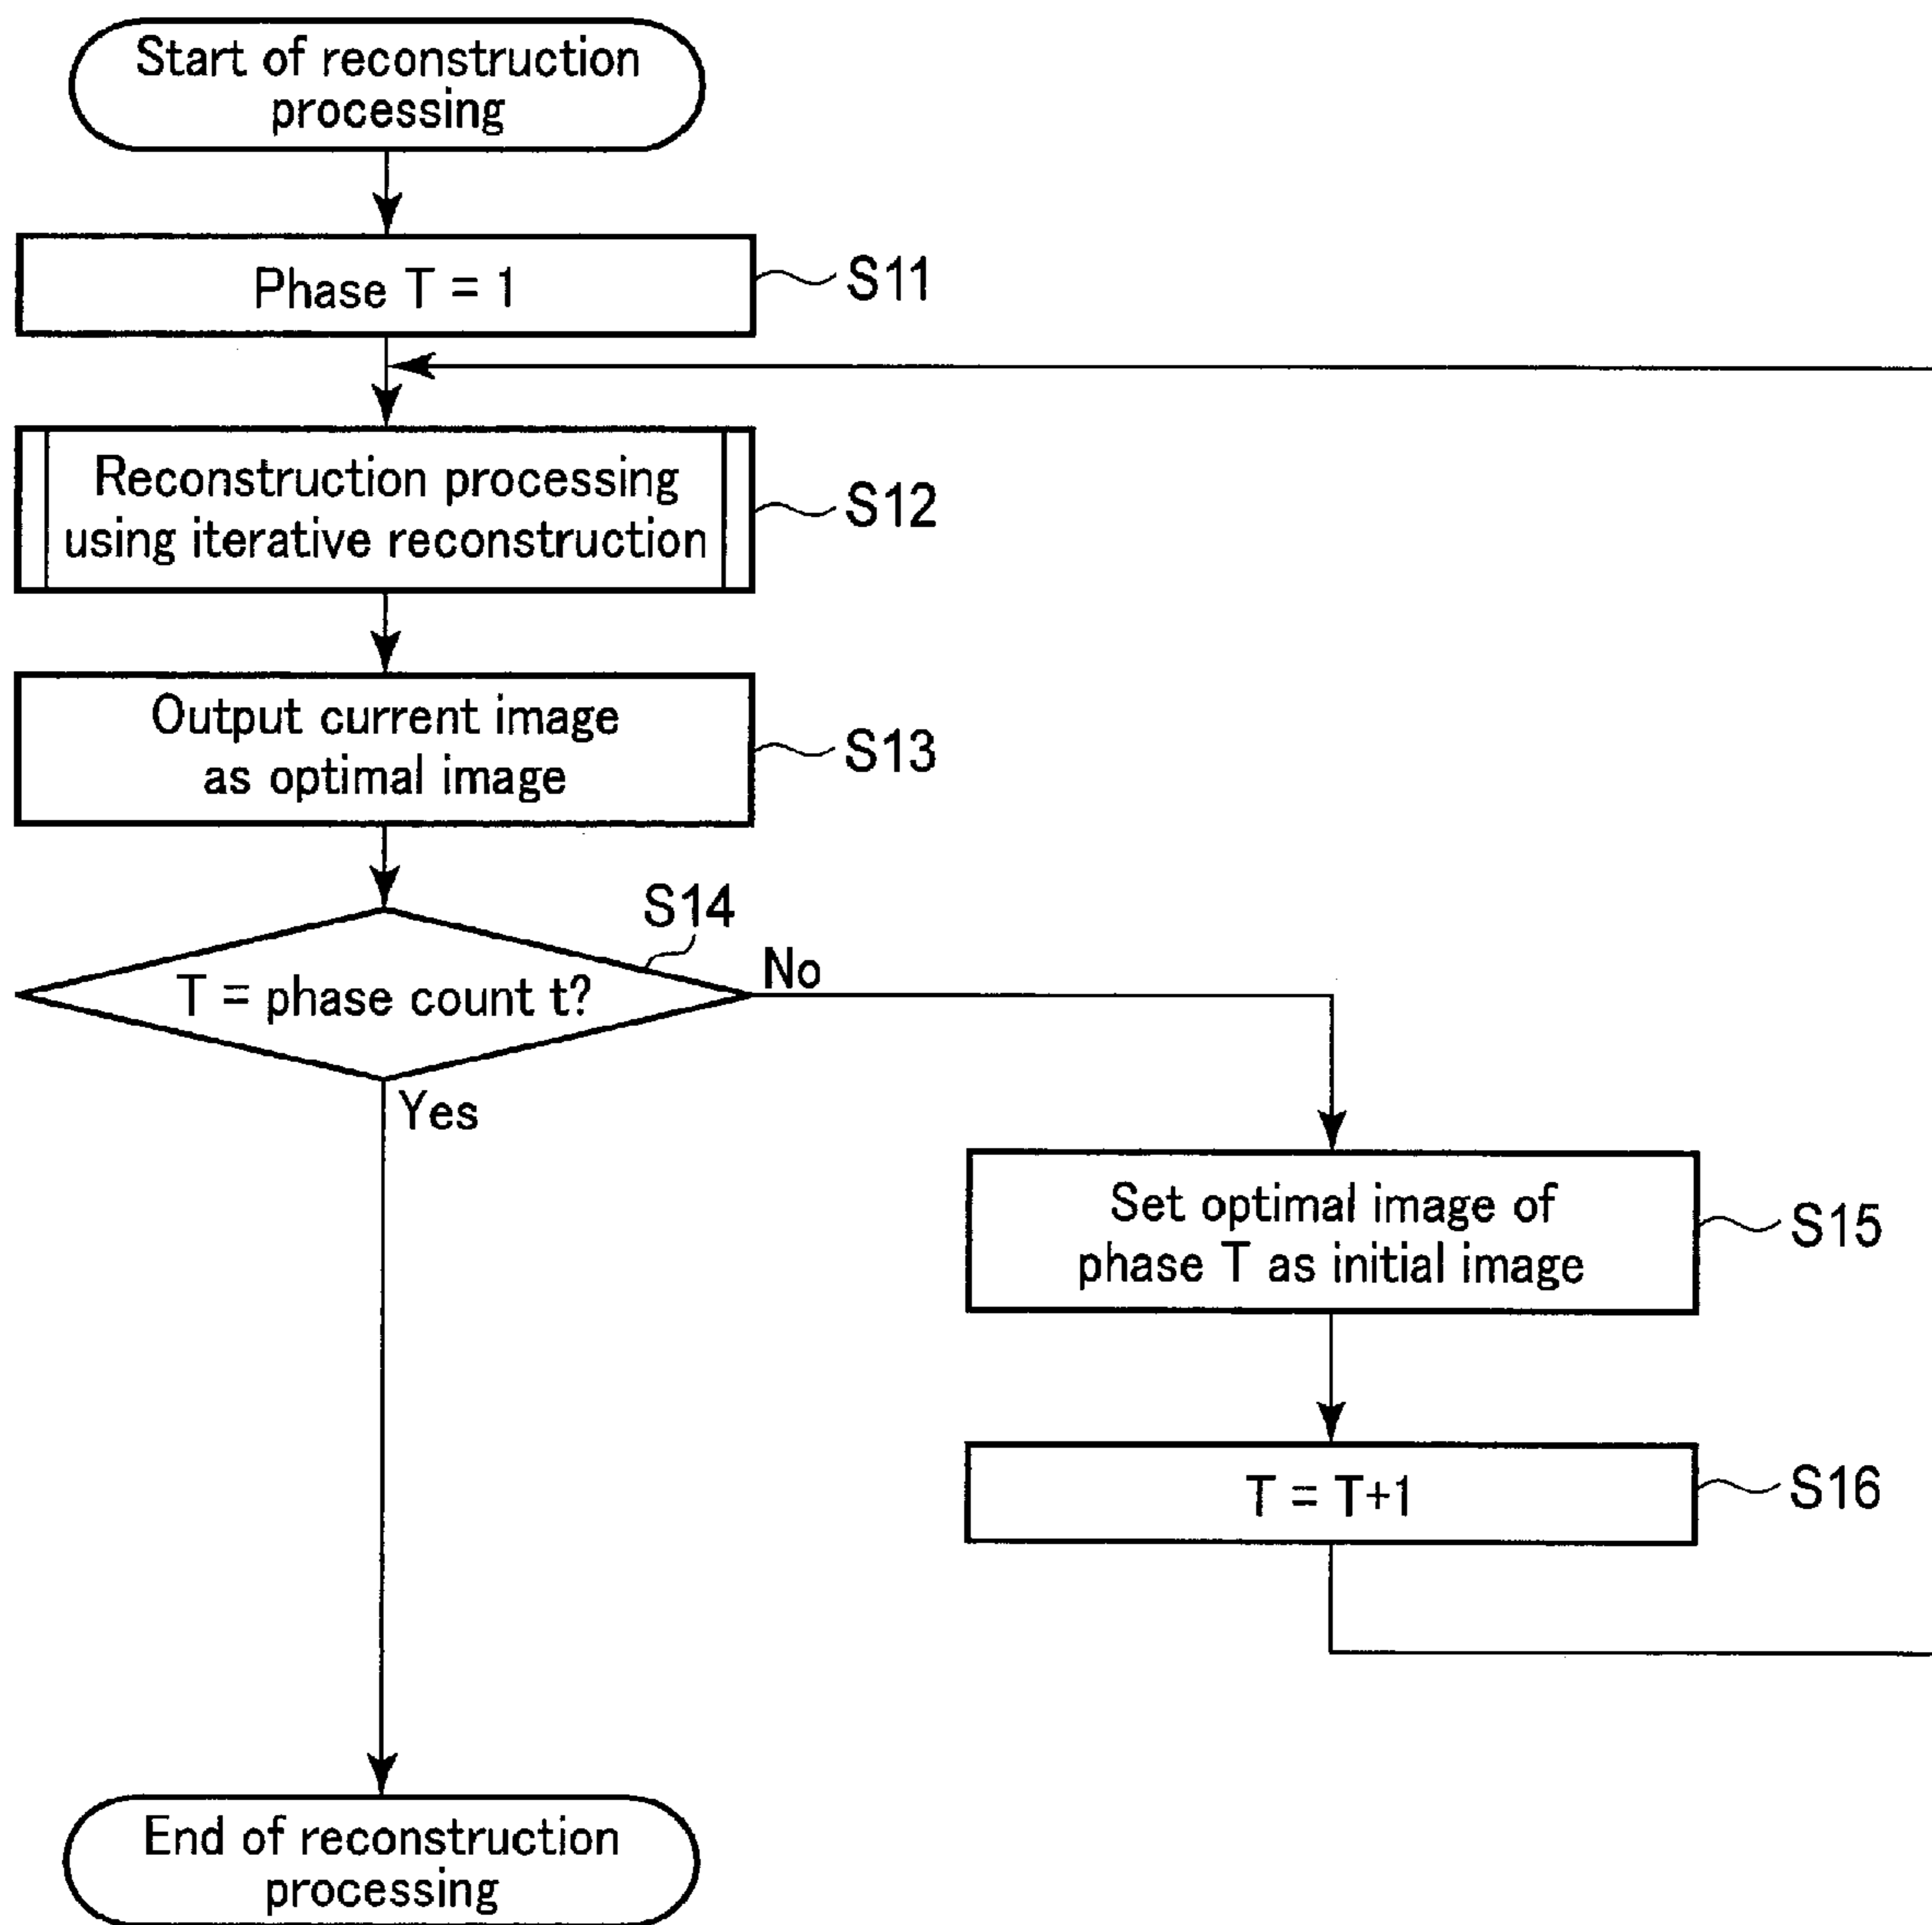 Start of reconstruction
processing
Phase T = 1
S11
Reconstruction processing
using iterative reconstruction
S12
Output current image
as optimal image
S13
S14
T = phase count t?
No
Yes
Set optimal image of
phase T as initial image
S15
T = T+1
S16
End of reconstruction
processing